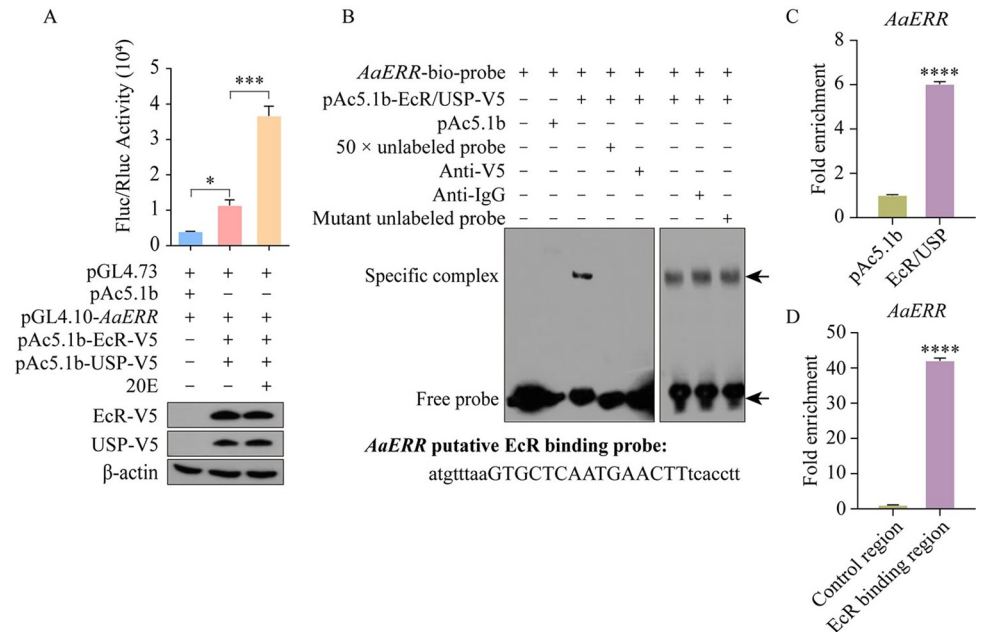 A
Fluc/Rluc Activity (10⁴)
5
4
3
2
1
0
*
***
pGL4.73 + + +
pAc5.1b + – –
pGL4.10-AaERR + + +
pAc5.1b-EcR-V5 – + +
pAc5.1b-USP-V5 – + +
20E – – +
EcR-V5
USP-V5
β-actin
B
AaERR-bio-probe + + + + + + + +
pAc5.1b-EcR/USP-V5 – – + + + + + +
pAc5.1b – + – – – – – –
50 × unlabeled probe – – – + – – – –
Anti-V5 – – – – + – – –
Anti-IgG – – – – – – + –
Mutant unlabeled probe – – – – – – – +
Specific complex
Free probe
AaERR putative EcR binding probe:
atgtttaaGTGCTCAATGAACTTtcacctt
C
AaERR
Fold enrichment
8
6
4
2
0
****
pAc5.1b
EcR/USP
D
AaERR
Fold enrichment
50
40
30
20
10
0
****
Control region
EcR binding region